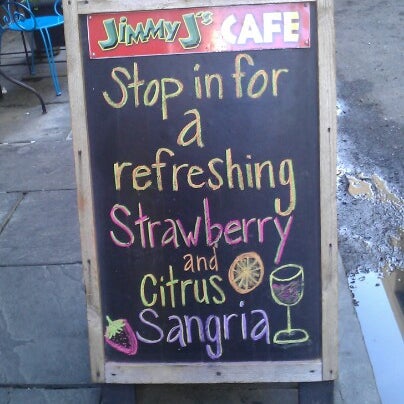 Jimmy J's CAFE
Stop in for
a
refreshing
Strawberry
and
Citrus
Sangria